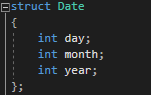 struct Date
{
    int day;
    int month;
    int year;
};